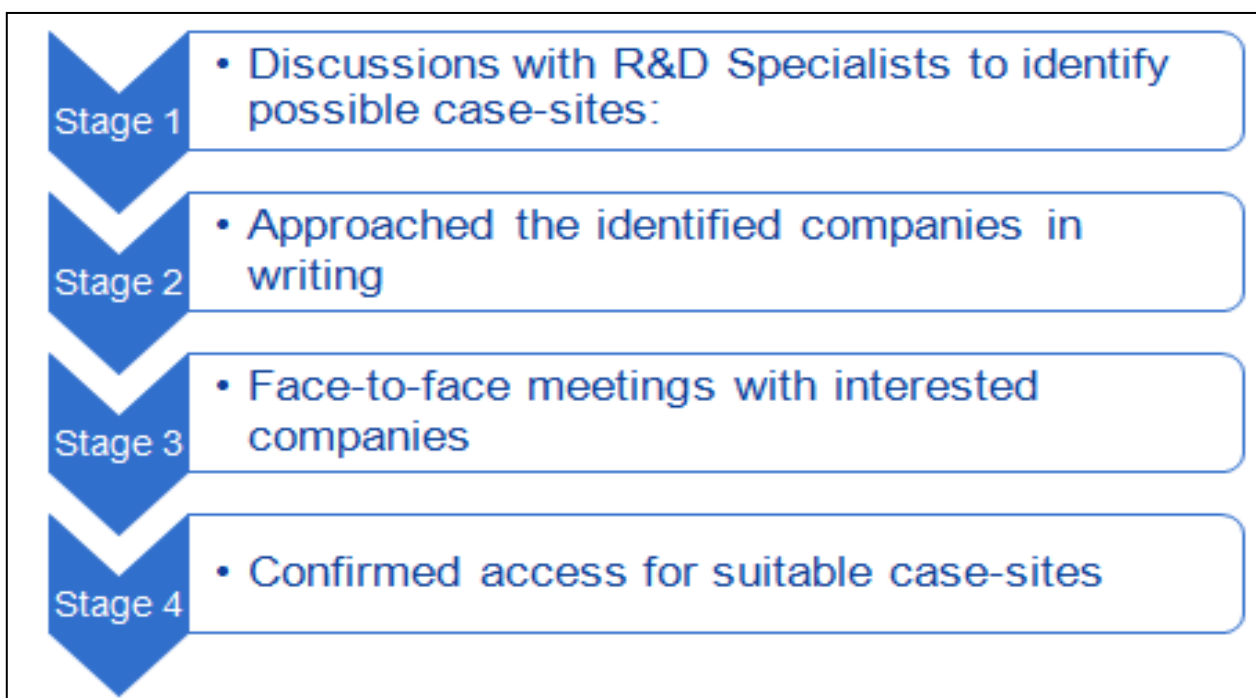 Stage 1
• Discussions with R&D Specialists to identify
possible case-sites:
Stage 2
• Approached the identified companies in
writing
Stage 3
• Face-to-face meetings with interested
companies
Stage 4
• Confirmed access for suitable case-sites